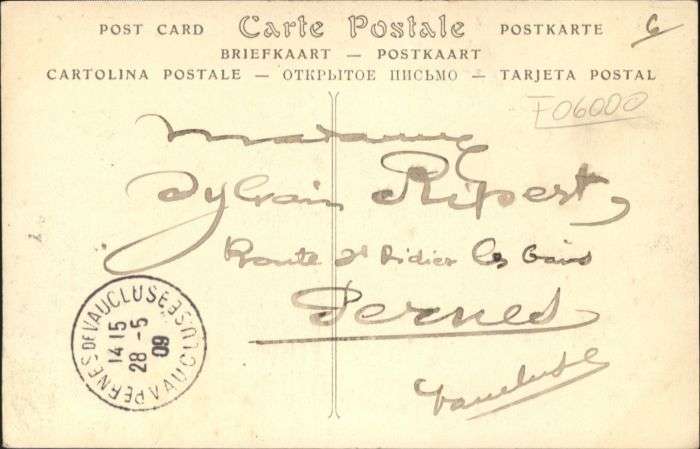 POST CARD Carte Postale POSTKARTE
BRIEFKAART — POSTKAART
CARTOLINA POSTALE — ОТКРЫТОЕ ПИСЬМО — TARJETA POSTAL
6
F06000
Madame
Sylvain Ripert,
Route St Didier les bains
Pernes
Vaucluse
PERNES DE VAUCLUSE
14 15
28 - 5
09
VAUCLUSE